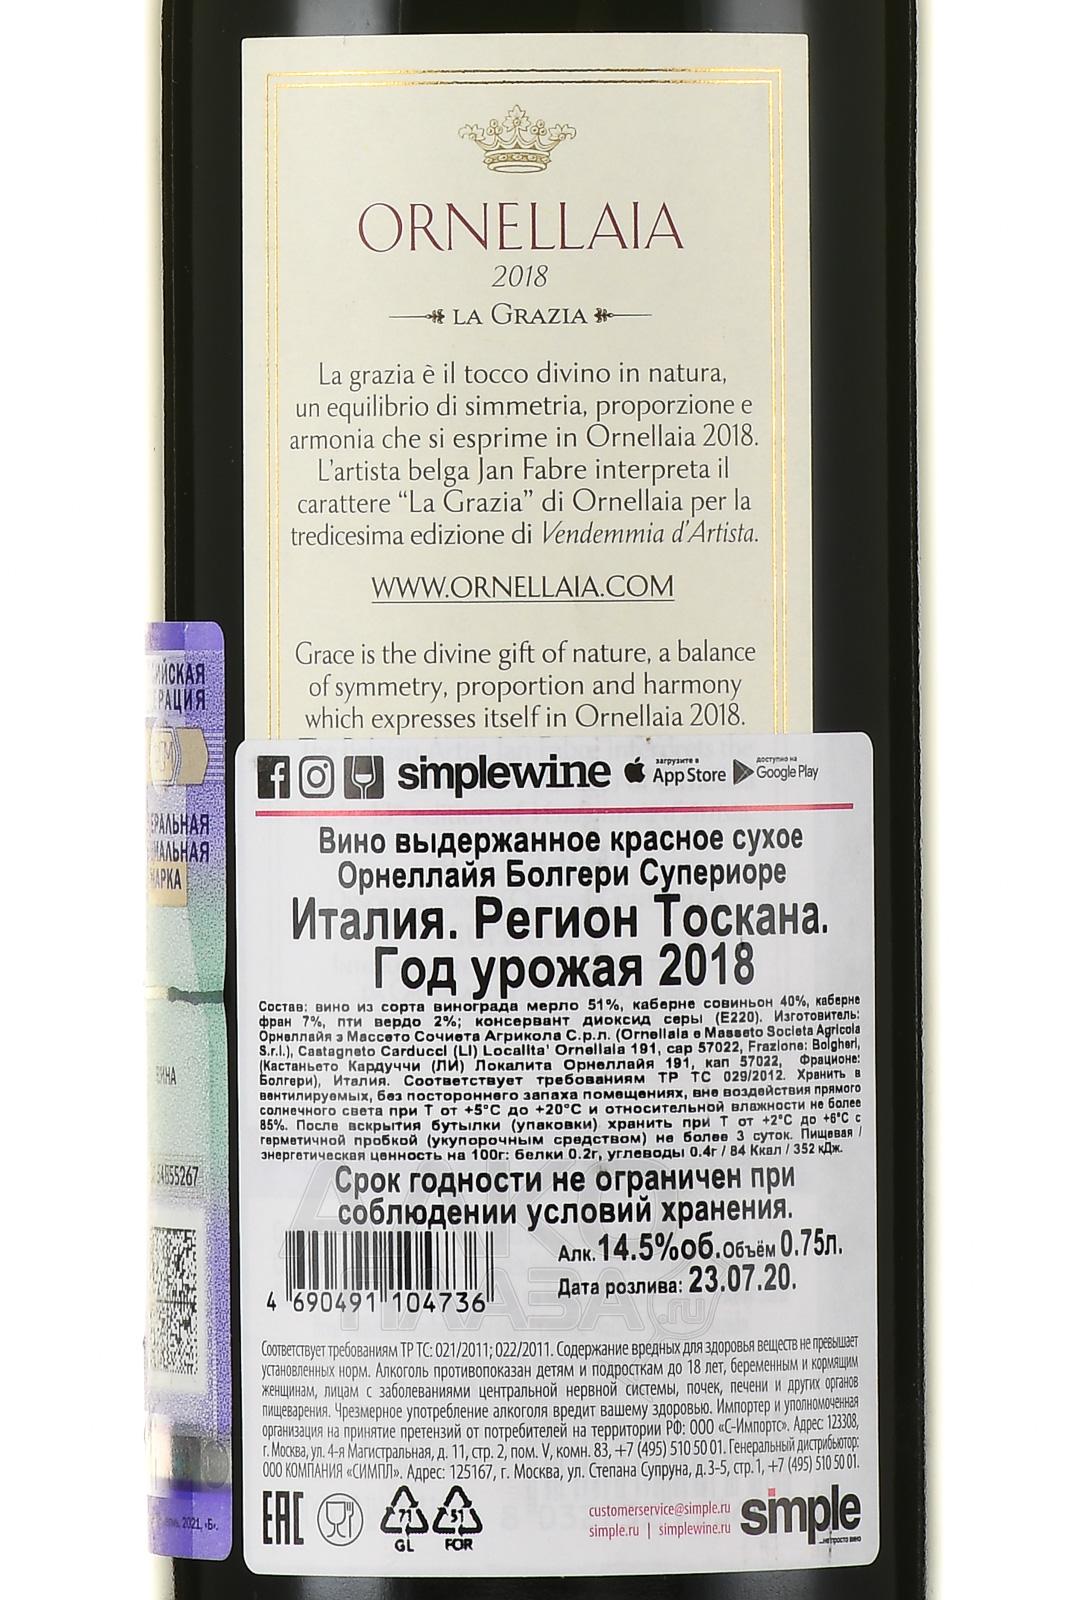 ORNELLAIA
2018
LA GRAZIA
La grazia è il tocco divino in natura,
un equilibrio di simmetria, proporzione e
armonia che si esprime in Ornellaia 2018.
L'artista belga Jan Fabre interpreta il
carattere “La Grazia” di Ornellaia per la
tredicesima edizione di Vendemmia d'Artista.
WWW.ORNELLAIA.COM
Grace is the divine gift of nature, a balance
of symmetry, proportion and harmony
which expresses itself in Ornellaia 2018.
simplewine
загрузите в
App Store
доступно на
Google Play
Вино выдержанное красное сухое
Орнеллайя Болгери Супериоре
Италия. Регион Тоскана.
Год урожая 2018
Состав: вино из сорта винограда мерло 51%, каберне совиньон 40%, каберне
фран 7%, пти вердо 2%; консервант диоксид серы (E220). Изготовитель:
Орнеллайя э Массето Сочиета Агрикола С.р.л. (Ornellaia e Masseto Societa Agricola
S.r.l.), Castagneto Carducci (LI) Localita' Ornellaia 191, cap 57022, Frazione: Bolgheri,
(Кастаньето Кардуччи (ЛИ) Локалита Орнеллайя 191, кап 57022, Фрационе:
Болгери), Италия. Соответствует требованиям ТР ТС 029/2012. Хранить в
вентилируемых, без постороннего запаха помещениях, вне воздействия прямого
солнечного света при Т от +5°С до +20°С и относительной влажности не более
85%. После вскрытия бутылки (упаковки) хранить при Т от +2°С до +6°С с
герметичной пробкой (укупорочным средством) не более 3 суток. Пищевая /
энергетическая ценность на 100г: белки 0.2г, углеводы 0.4г / 84 Ккал / 352 кДж.
Срок годности не ограничен при
соблюдении условий хранения.
Алк. 14.5%об. Объём 0.75л.
Дата розлива: 23.07.20.
4 690491 104736
Соответствует требованиям ТР ТС: 021/2011; 022/2011. Содержание вредных для здоровья веществ не превышает
установленных норм. Алкоголь противопоказан детям и подросткам до 18 лет, беременным и кормящим
женщинам, лицам с заболеваниями центральной нервной системы, почек, печени и других органов
пищеварения. Чрезмерное употребление алкоголя вредит вашему здоровью. Импортер и уполномоченная
организация на принятие претензий от потребителей на территории РФ: ООО «С-Импортс». Адрес: 123308,
г. Москва, ул. 4-я Магистральная, д. 11, стр. 2, пом. V, комн. 83, +7 (495) 510 50 01. Генеральный дистрибьютор:
ООО КОМПАНИЯ «СИМПЛ». Адрес: 125167, г. Москва, ул. Степана Супруна, д.3-5, стр.1, +7 (495) 510 50 01.
EAC
71
GL
51
FOR
customerservice@simple.ru
simple.ru | simplewine.ru
simple
...не просто вино
АЛКО
ПЛАЗА.ru